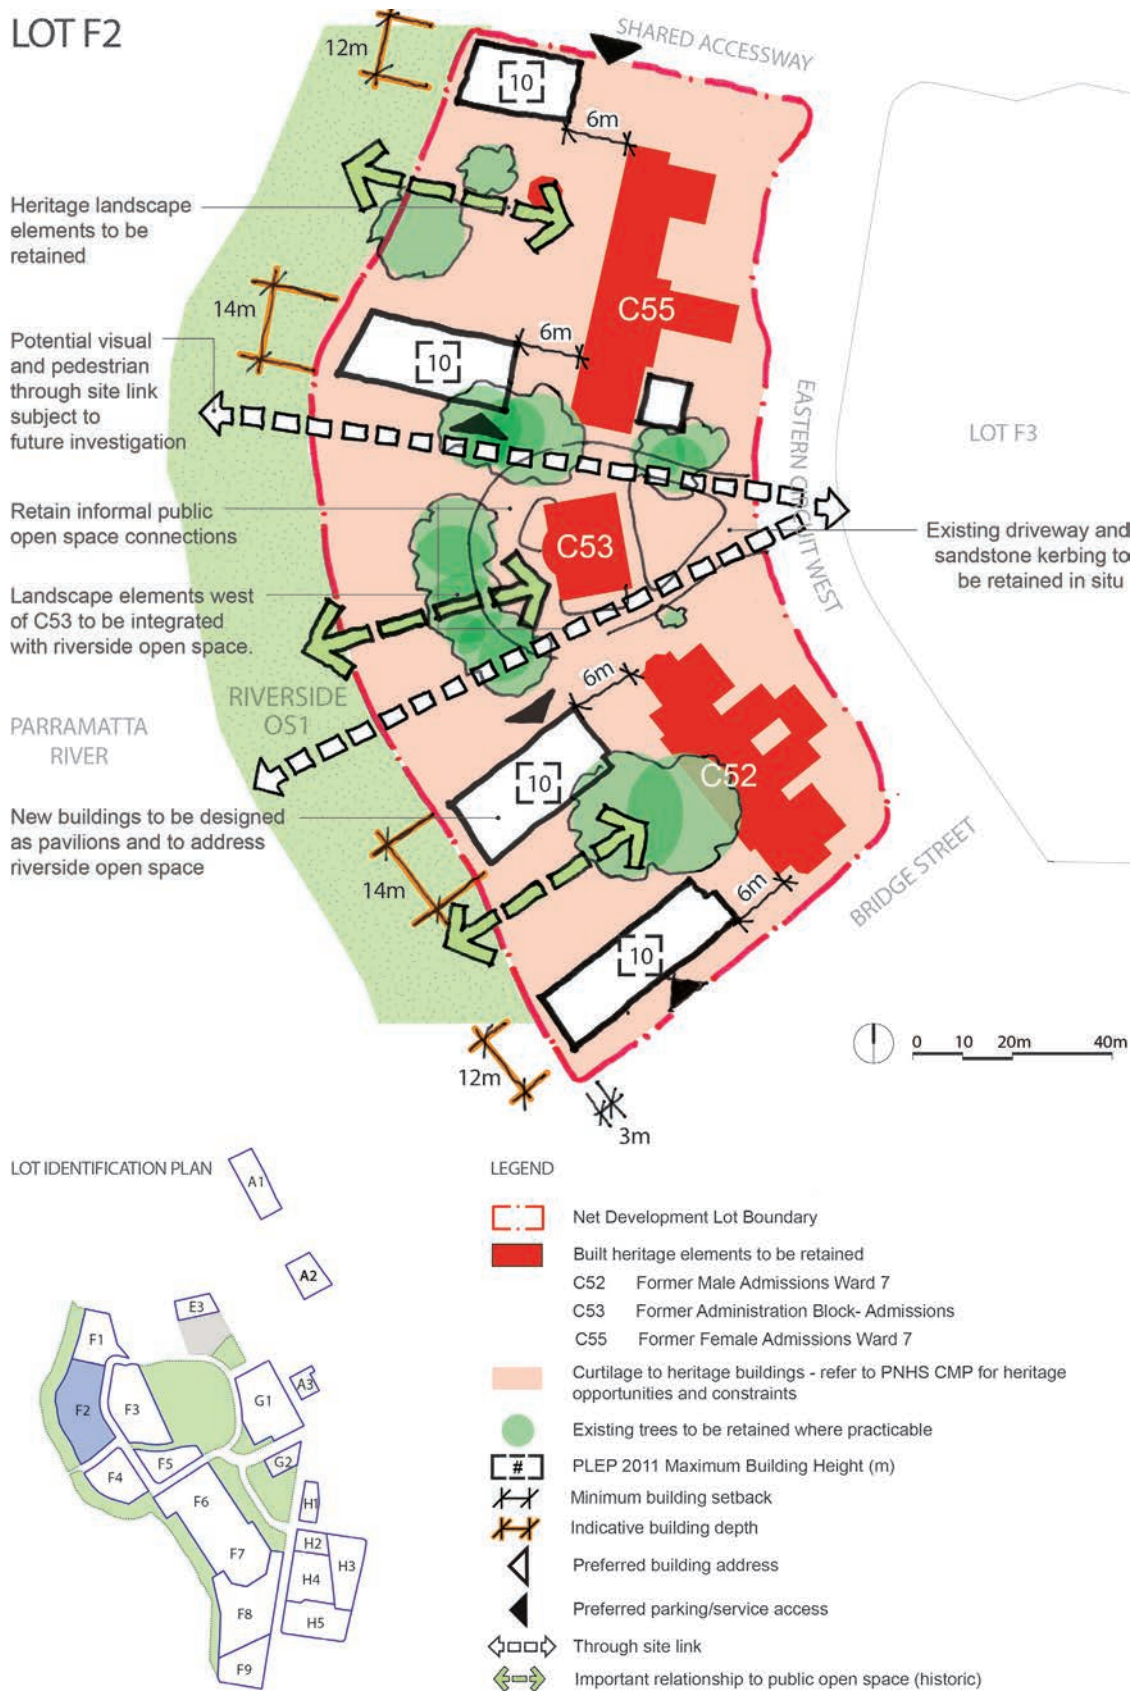 LOT F2
SHARED ACCESSWAY
12m
10
6m
Heritage landscape
elements to be
retained
14m
C55
6m
10
Potential visual
and pedestrian
through site link
subject to
future investigation
EASTERN CIRCUIT WEST
LOT F3
Retain informal public
open space connections
C53
Existing driveway and
sandstone kerbing to
be retained in situ
Landscape elements west
of C53 to be integrated
with riverside open space.
6m
RIVERSIDE
OS1
PARRAMATTA
RIVER
C52
10
New buildings to be designed
as pavilions and to address
riverside open space
14m
6m
BRIDGE STREET
10
12m
3m
0 10 20m 40m
LOT IDENTIFICATION PLAN
A1
A2
E3
F1
A3
F2
F3
G1
F5
F4
G2
F6
H1
H2
F7
H3
H4
F8
H5
F9
LEGEND
Net Development Lot Boundary
Built heritage elements to be retained
C52 Former Male Admissions Ward 7
C53 Former Administration Block- Admissions
C55 Former Female Admissions Ward 7
Curtilage to heritage buildings - refer to PNHS CMP for heritage
opportunities and constraints
Existing trees to be retained where practicable
# PLEP 2011 Maximum Building Height (m)
Minimum building setback
Indicative building depth
Preferred building address
Preferred parking/service access
Through site link
Important relationship to public open space (historic)